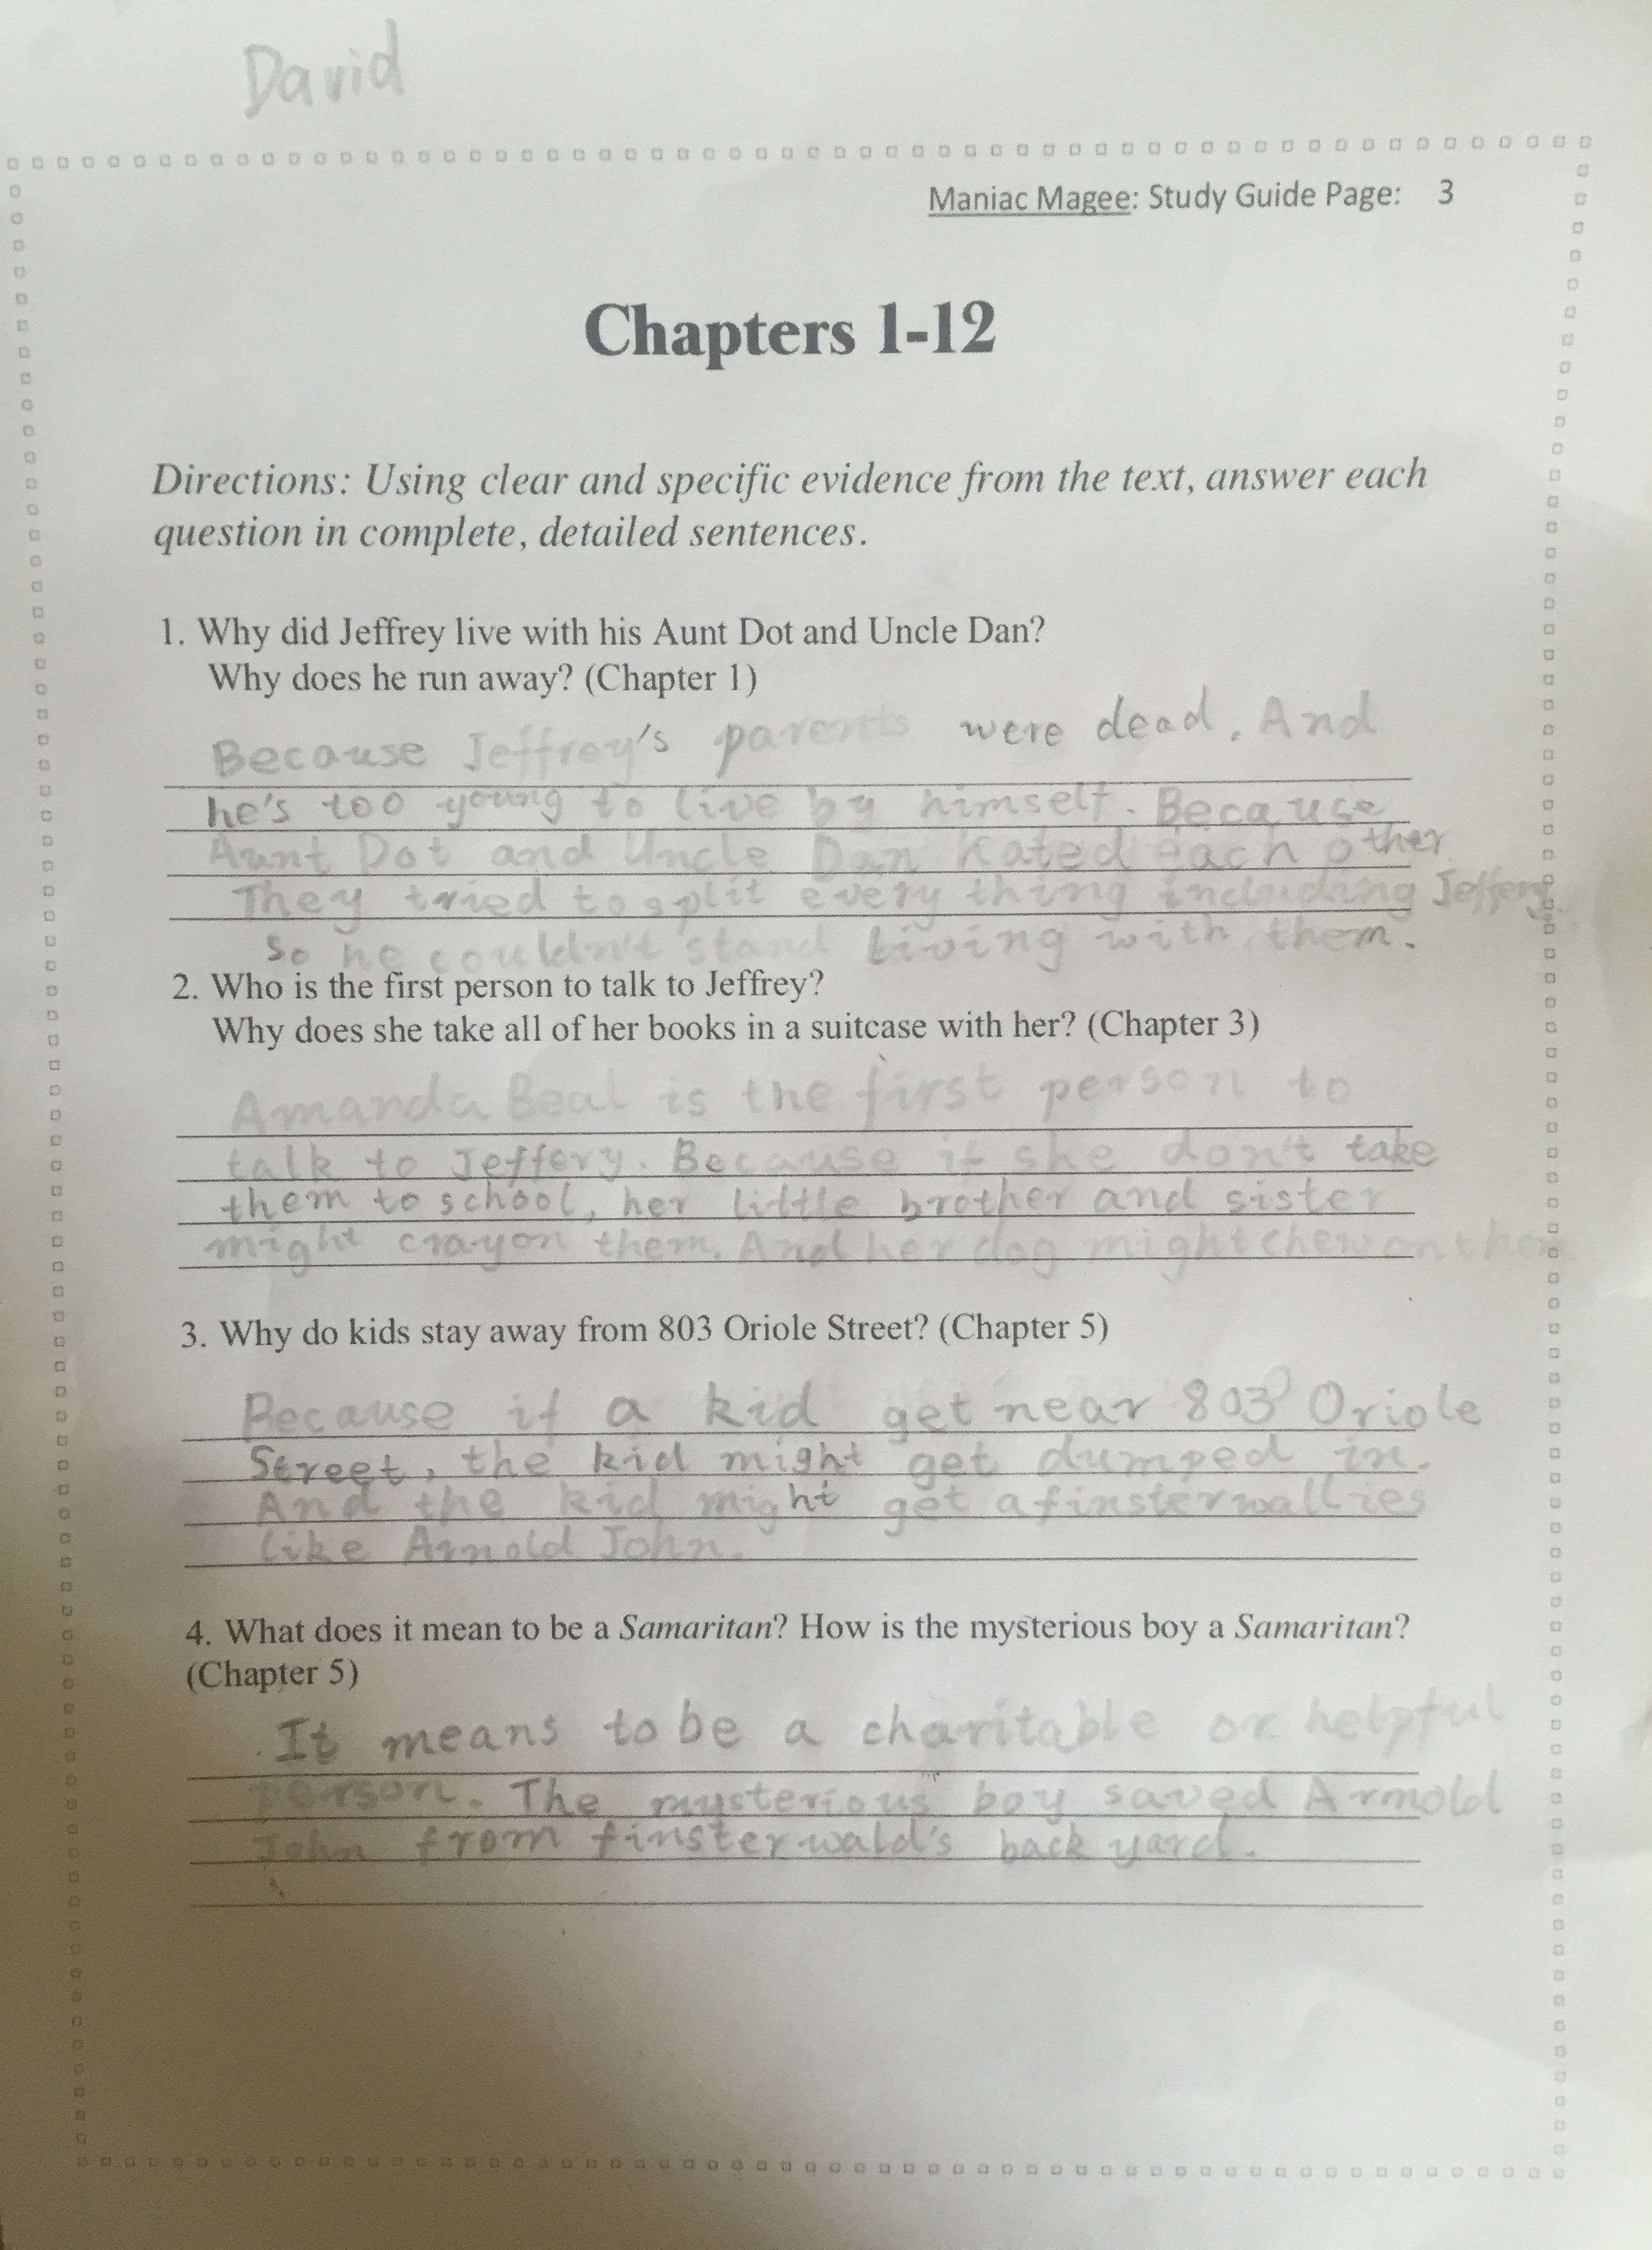 David
Maniac Magee: Study Guide Page: 3
Chapters 1-12
Directions: Using clear and specific evidence from the text, answer each
question in complete, detailed sentences.
1. Why did Jeffrey live with his Aunt Dot and Uncle Dan?
Why does he run away? (Chapter 1)
Because Jeffrey's parents were dead. And
he's too young to live by himself. Because
Aunt Dot and Uncle Dan hated each other
They tried to split every thing including Jeffery
So he couldn't stand living with them.
2. Who is the first person to talk to Jeffrey?
Why does she take all of her books in a suitcase with her? (Chapter 3)
Amanda Beal is the first person to
talk to Jeffery. Because if she don't take
them to school, her little brother and sister
might crayon them. And her dog might chew on them
3. Why do kids stay away from 803 Oriole Street? (Chapter 5)
Because if a kid get near 803 Oriole
Street, the kid might get dumped in.
And the kid might get a finsterwallies
like Arnold John.
4. What does it mean to be a Samaritan? How is the mysterious boy a Samaritan?
(Chapter 5)
It means to be a charitable or helpful
person. The mysterious boy saved Arnold
John from finsterwald's back yard.